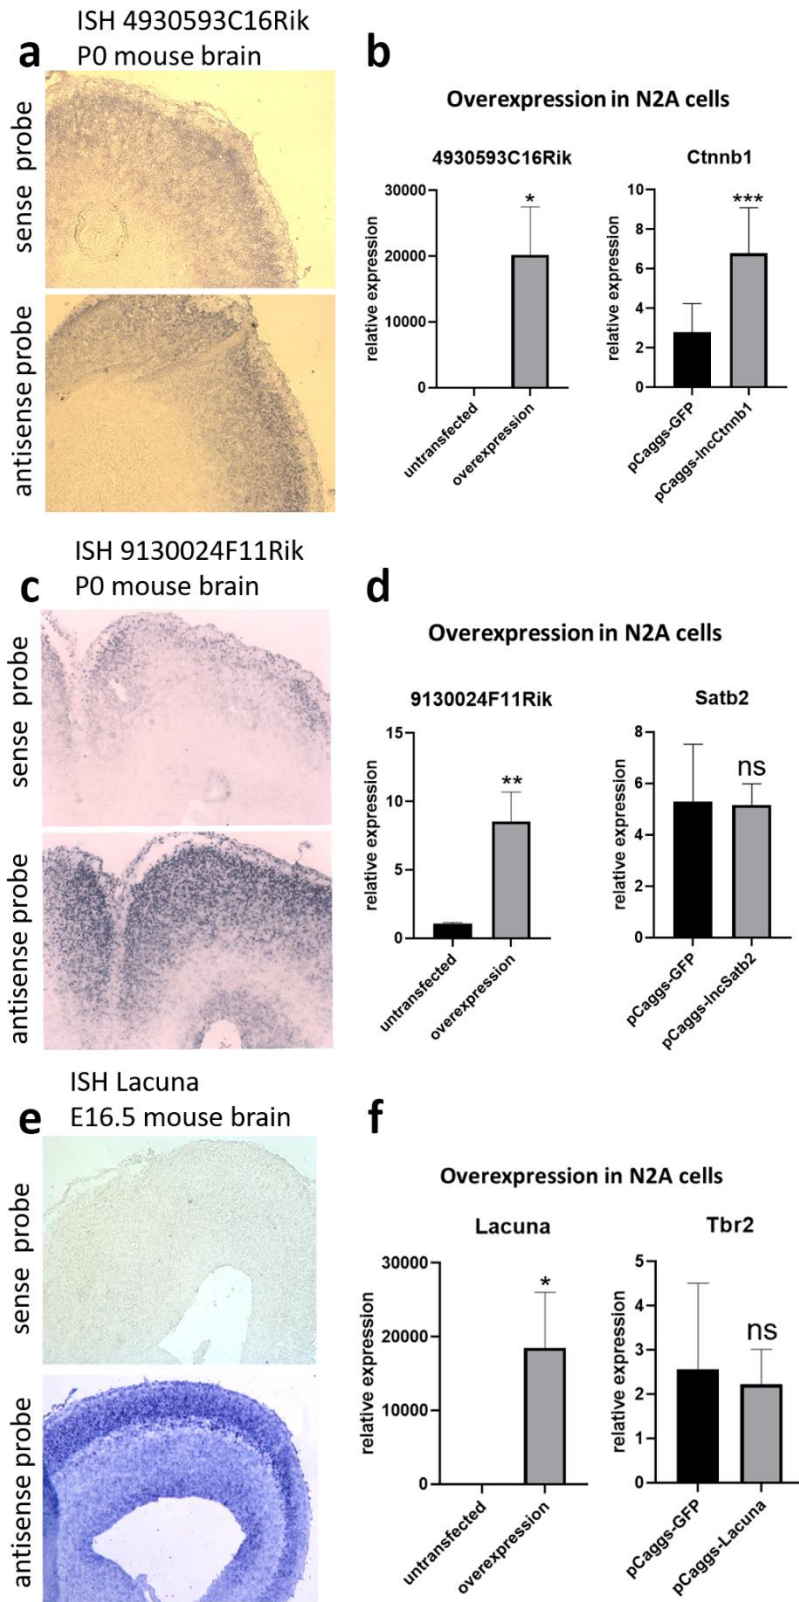 ISH 4930593C16Rik
a P0 mouse brain
sense probe
antisense probe
b
Overexpression in N2A cells
4930593C16Rik
relative expression
30000
20000
10000
0
*
untransfected
overexpression
Ctnnb1
relative expression
10
8
6
4
2
0
***
pCaggs-GFP
pCaggs-lncCtnnb1
ISH 9130024F11Rik
c P0 mouse brain
sense probe
antisense probe
d
Overexpression in N2A cells
9130024F11Rik
relative expression
15
10
5
0
**
untransfected
overexpression
Satb2
relative expression
8
6
4
2
0
ns
pCaggs-GFP
pCaggs-lncSatb2
ISH Lacuna
e E16.5 mouse brain
sense probe
antisense probe
f
Overexpression in N2A cells
Lacuna
relative expression
30000
20000
10000
0
*
untransfected
overexpression
Tbr2
relative expression
5
4
3
2
1
0
ns
pCaggs-GFP
pCaggs-Lacuna